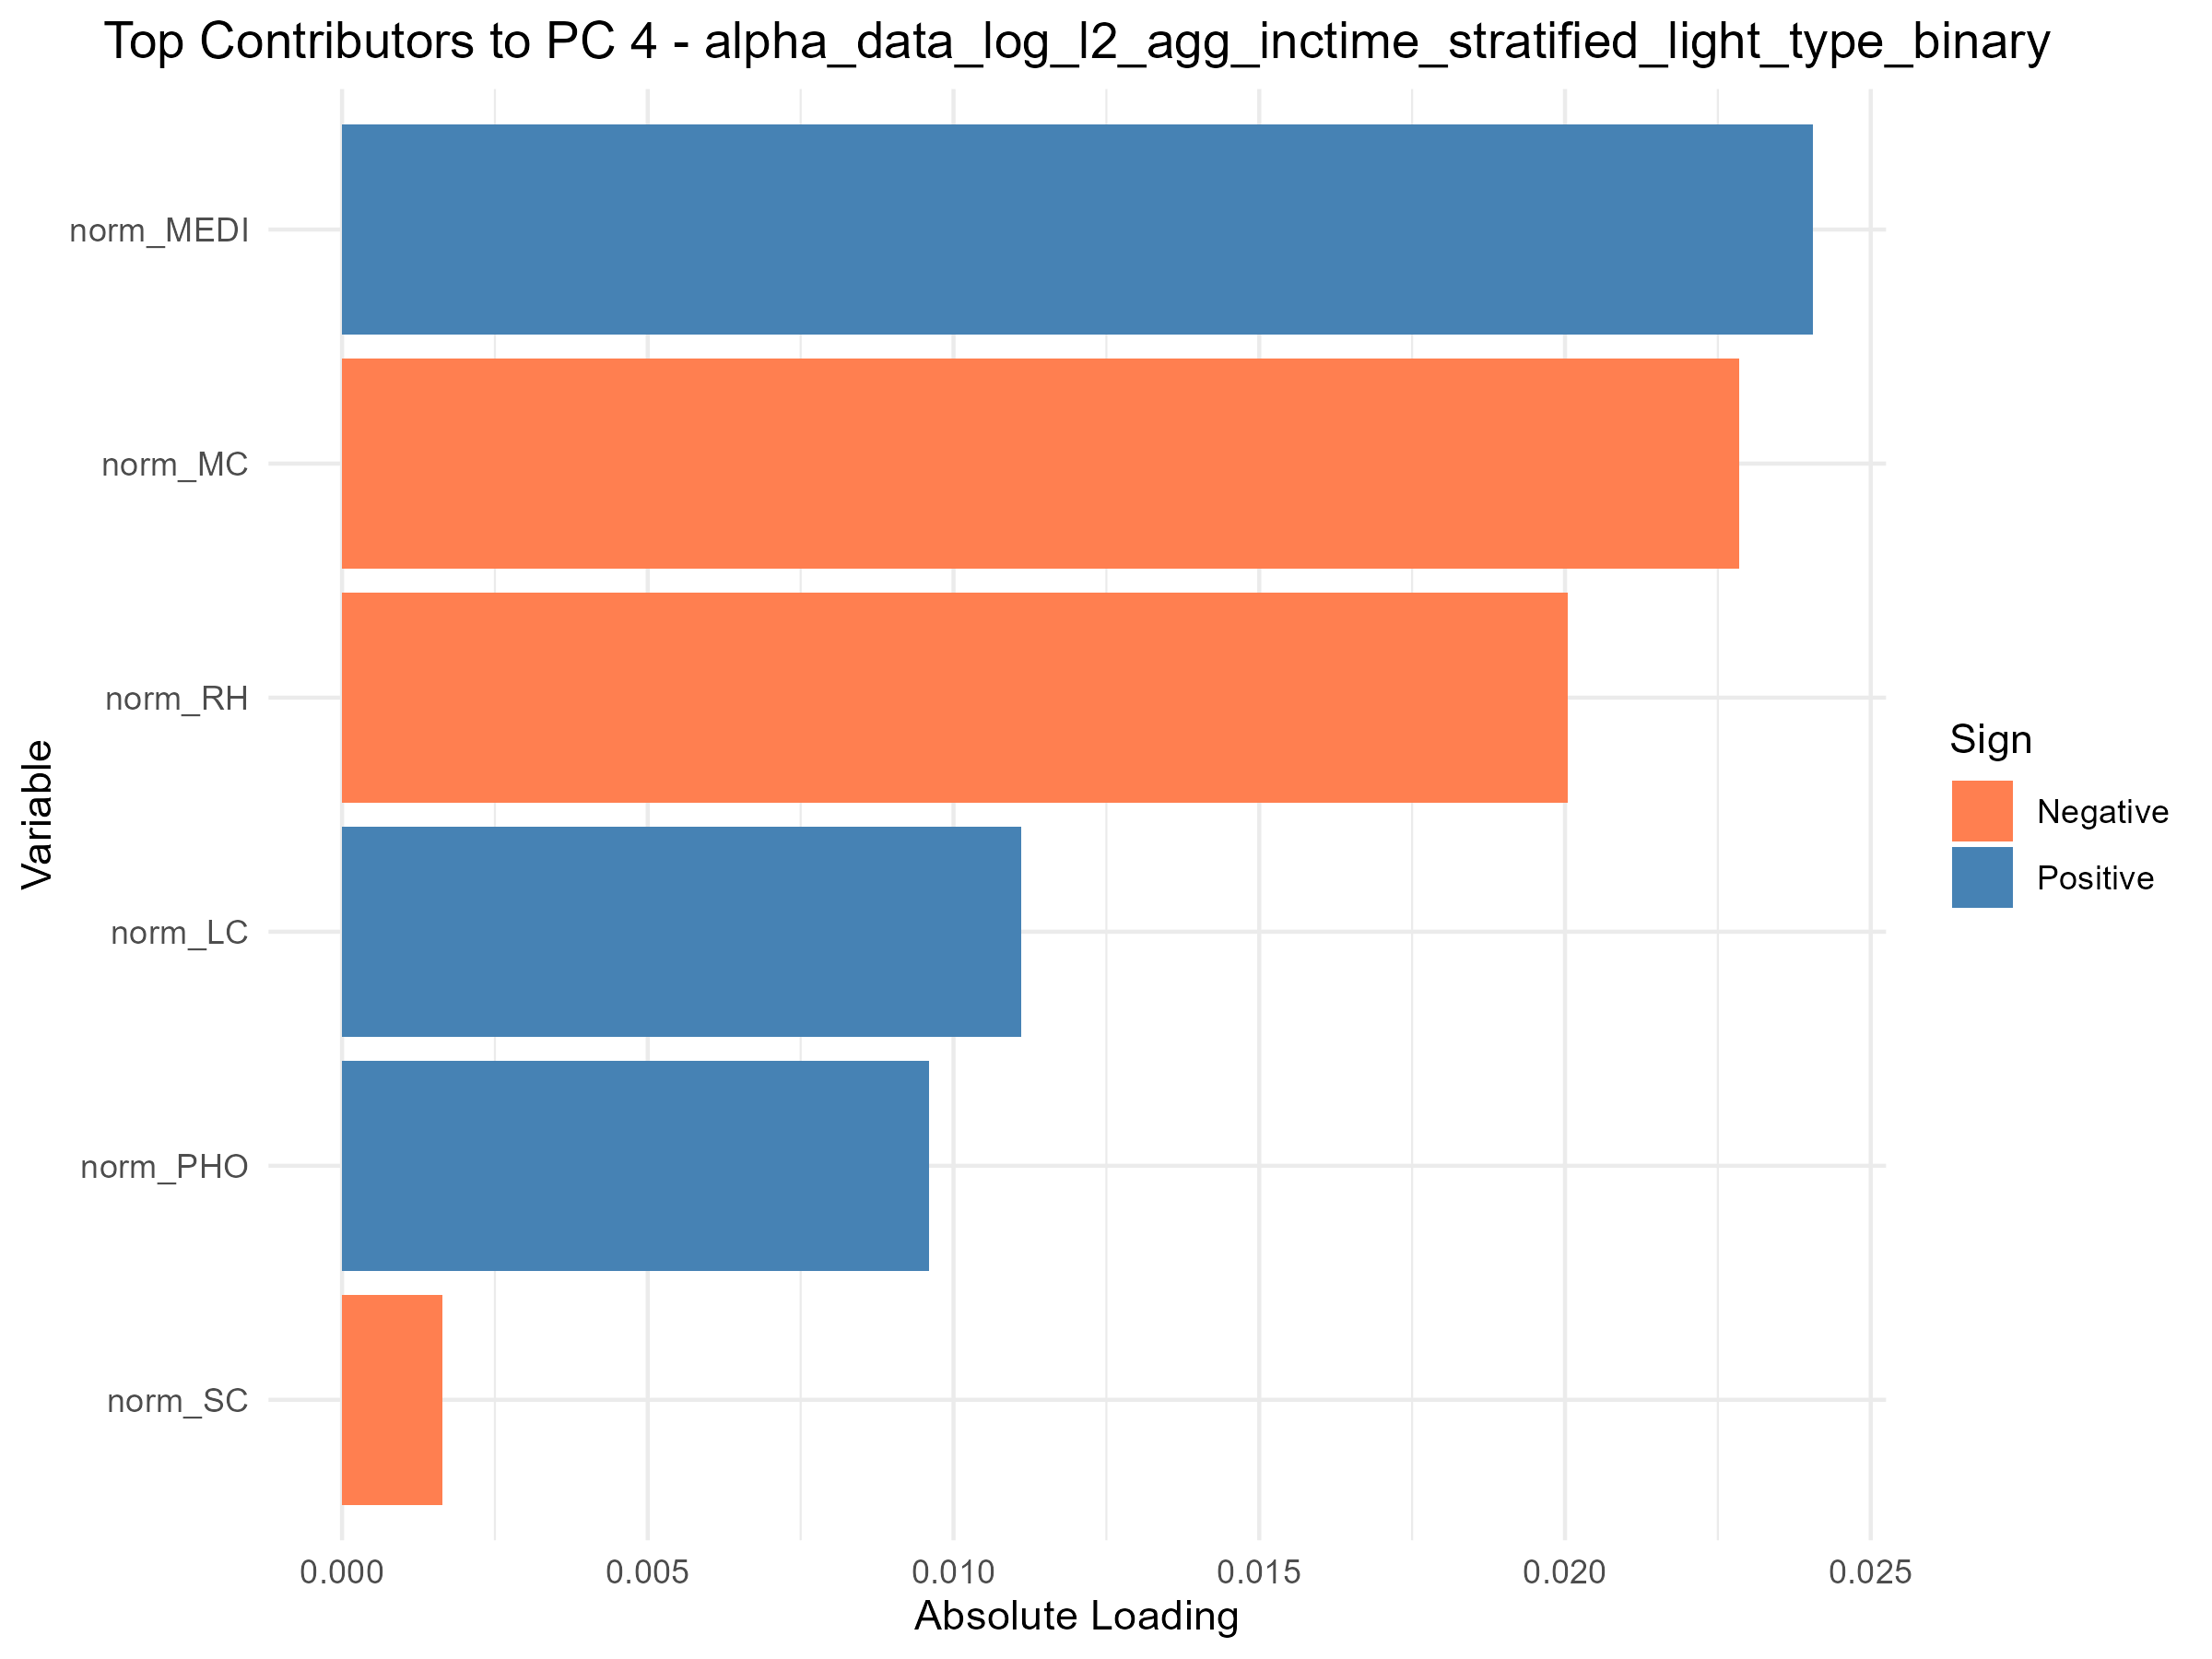 Top Contributors to PC 4 - alpha_data_log_l2_agg_inctime_stratified_light_type_binary
norm_MEDI
norm_MC
norm_RH
norm_LC
norm_PHO
norm_SC
Variable
0.000 0.005 0.010 0.015 0.020 0.025
Absolute Loading
Sign
Negative
Positive